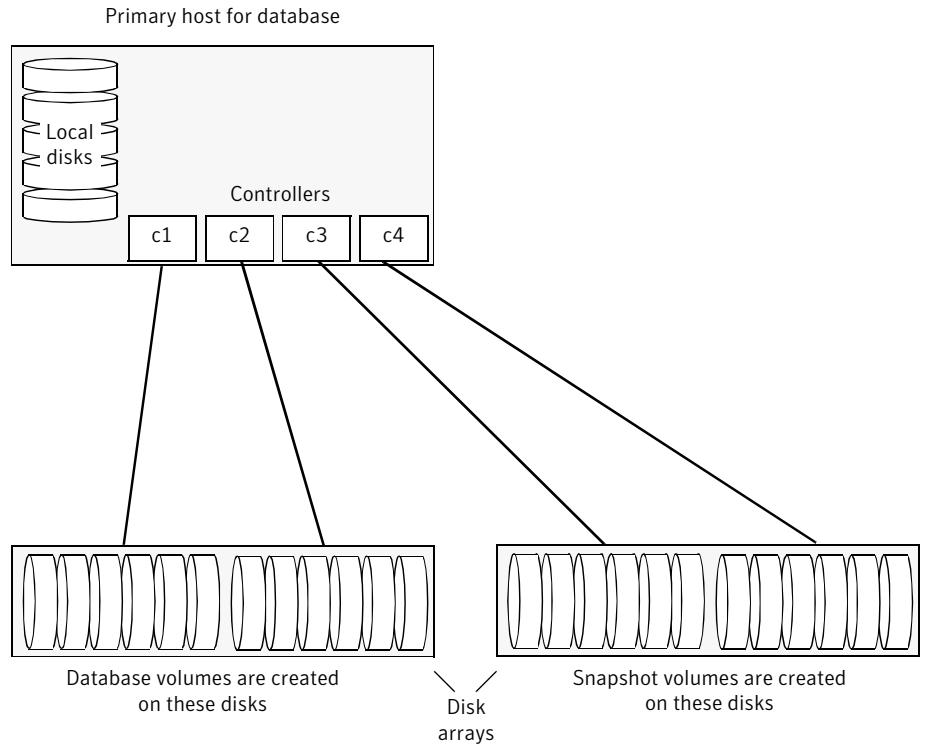 Primary host for database
Local
disks
Controllers
c1
c2
c3
c4
Database volumes are created
on these disks
Disk
arrays
Snapshot volumes are created
on these disks